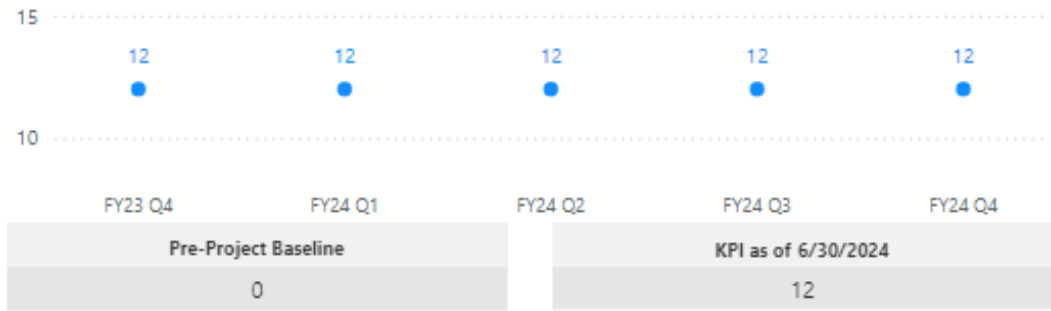 15
12 12 12 12 12
10
FY23 Q4 FY24 Q1 FY24 Q2 FY24 Q3 FY24 Q4
Pre-Project Baseline KPI as of 6/30/2024
0 12